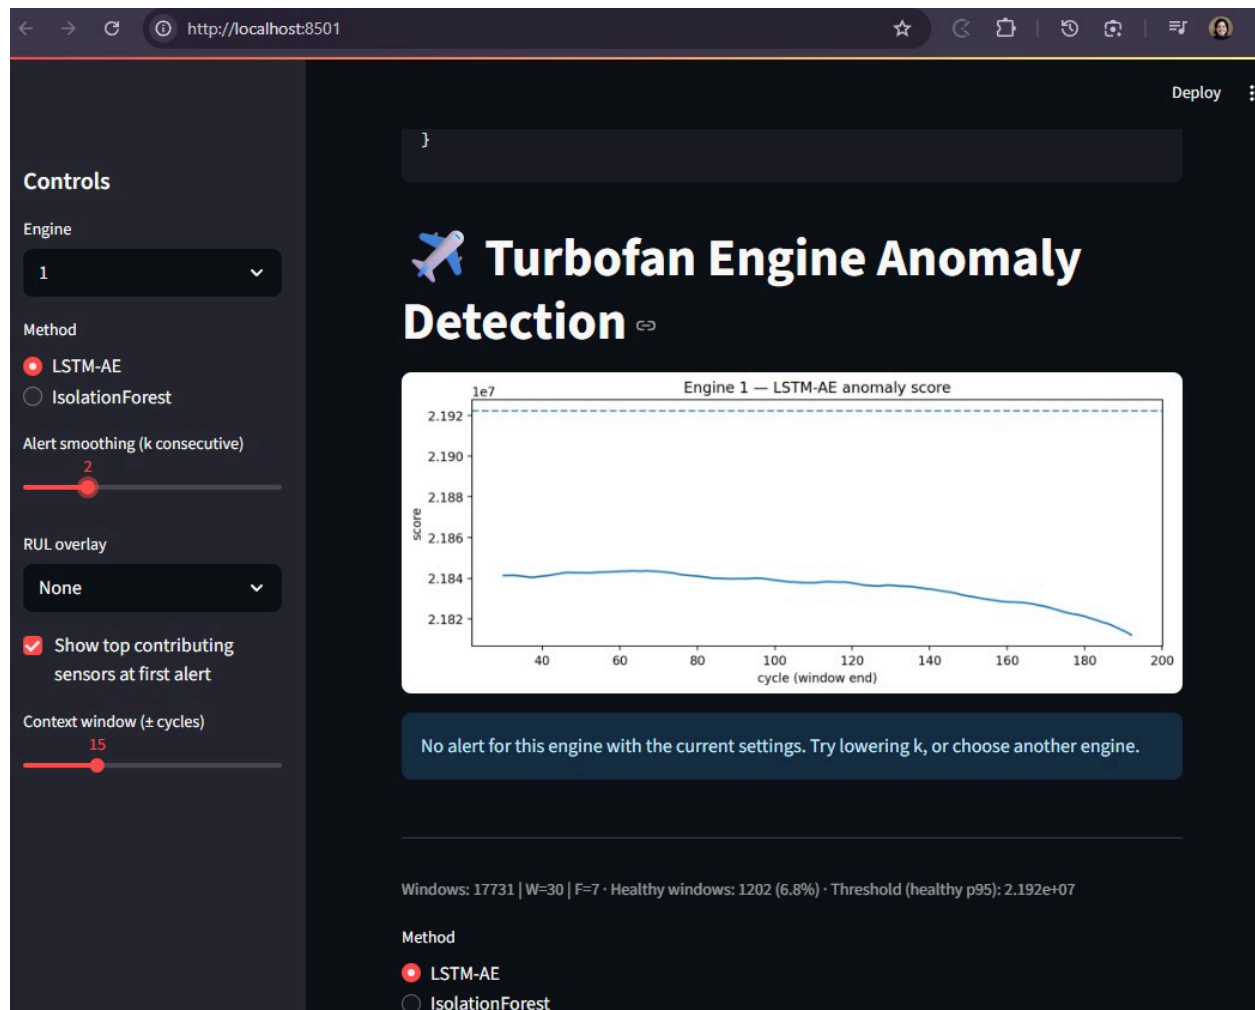 http://localhost:8501
Deploy
Controls
Engine
1
Method
LSTM-AE
IsolationForest
Alert smoothing (k consecutive)
2
RUL overlay
None
Show top contributing
sensors at first alert
Context window (± cycles)
15
}
Turbofan Engine Anomaly
Detection
Engine 1 — LSTM-AE anomaly score
1e7
2.192
2.190
2.188
2.186
2.184
2.182
score
40 60 80 100 120 140 160 180 200
cycle (window end)
No alert for this engine with the current settings. Try lowering k, or choose another engine.
Windows: 17731 | W=30 | F=7 · Healthy windows: 1202 (6.8%) · Threshold (healthy p95): 2.192e+07
Method
LSTM-AE
IsolationForest